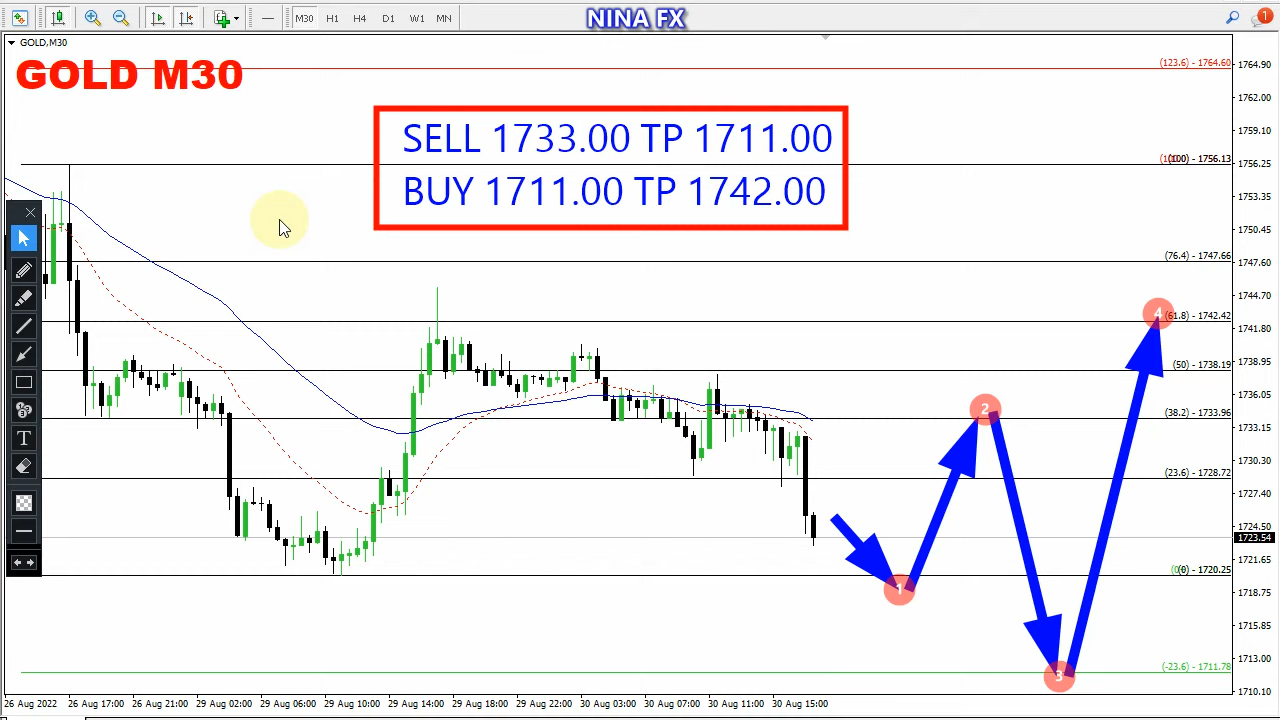 M30 H1 H4 D1 W1 MN
NINA FX
1
GOLD,M30
GOLD M30
SELL 1733.00 TP 1711.00
BUY 1711.00 TP 1742.00
(123.6) - 1764.60
(100) - 1756.13
(76.4) - 1747.66
(61.8) - 1742.42
(50) - 1738.19
(38.2) - 1733.96
(23.6) - 1728.72
(0) - 1720.25
(-23.6) - 1711.78
1764.90
1762.00
1759.10
1756.25
1753.35
1750.45
1747.60
1744.70
1741.80
1738.95
1736.05
1733.15
1730.30
1727.40
1724.50
1723.54
1721.65
1718.75
1715.85
1713.00
1710.10
T
1
2
3
4
26 Aug 2022 26 Aug 17:00 26 Aug 21:00 29 Aug 02:00 29 Aug 06:00 29 Aug 10:00 29 Aug 14:00 29 Aug 18:00 29 Aug 22:00 30 Aug 03:00 30 Aug 07:00 30 Aug 11:00 30 Aug 15:00